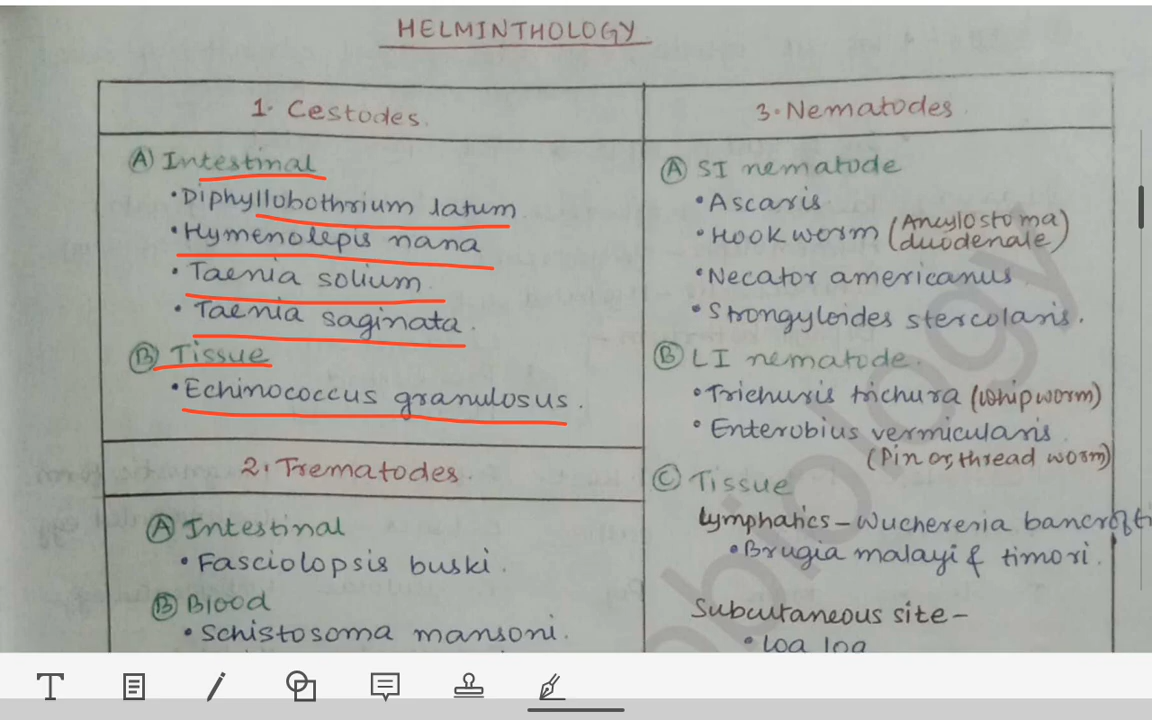 HELMINTHOLOGY.
1. Cestodes.
(A) Intestinal
• Diphyllobothrium latum
• Hymenolepis nana
• Taenia solium.
• Taenia saginata.
(B) Tissue
• Echinococcus granulosus.
2. Trematodes.
(A) Intestinal
• Fasciolopsis buski.
(B) Blood
• Schistosoma mansoni.
3. Nematodes
(A) SI nematode
• Ascaris
• Hookworm (Ancylostoma
duodenale)
• Necator americanus
• Strongyloides stercolaris.
(B) LI nematode.
• Trichuris trichura (whipworm)
• Enterobius vermicularis
(Pin or, thread worm)
(C) Tissue
Lymphatics - Wuchereria bancrofti
• Brugia malayi & timori.
Subcutaneous site -
• Loa loa
T